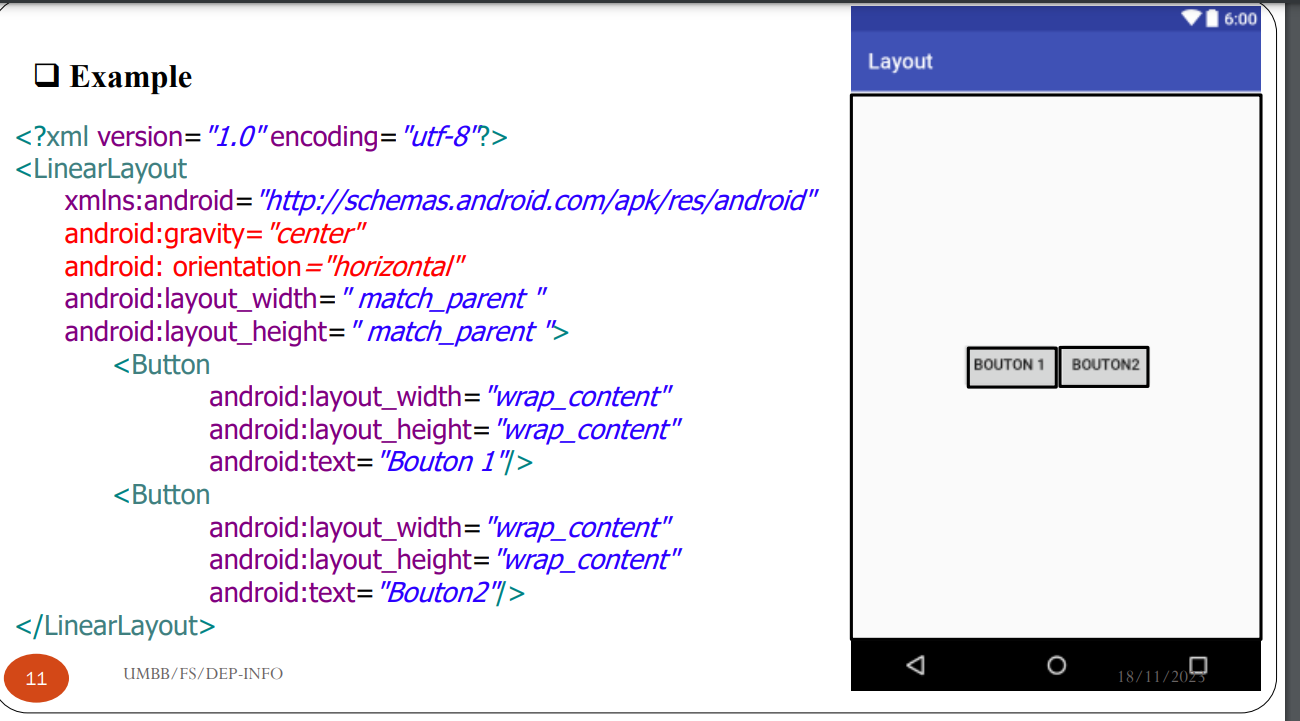 Example
<?xml version="1.0" encoding="utf-8"?>
<LinearLayout
xmlns:android="http://schemas.android.com/apk/res/android"
android:gravity="center"
android: orientation="horizontal"
android:layout_width=" match_parent "
android:layout_height=" match_parent ">
<Button
android:layout_width="wrap_content"
android:layout_height="wrap_content"
android:text="Bouton 1"/>
<Button
android:layout_width="wrap_content"
android:layout_height="wrap_content"
android:text="Bouton2"/>
</LinearLayout>
6:00
Layout
BOUTON 1 BOUTON2
11 UMBB/FS/DEP-INFO 18/11/2023